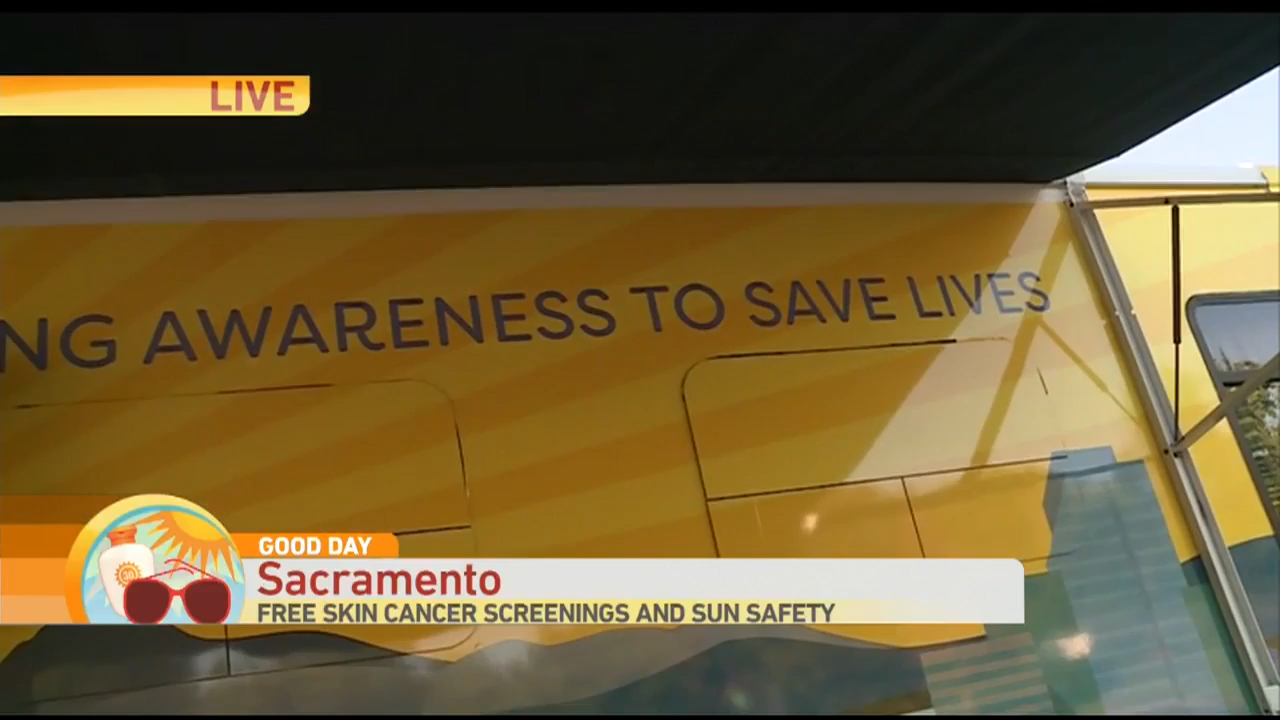 LIVE
NG AWARENESS TO SAVE LIVES
GOOD DAY
Sacramento
FREE SKIN CANCER SCREENINGS AND SUN SAFETY